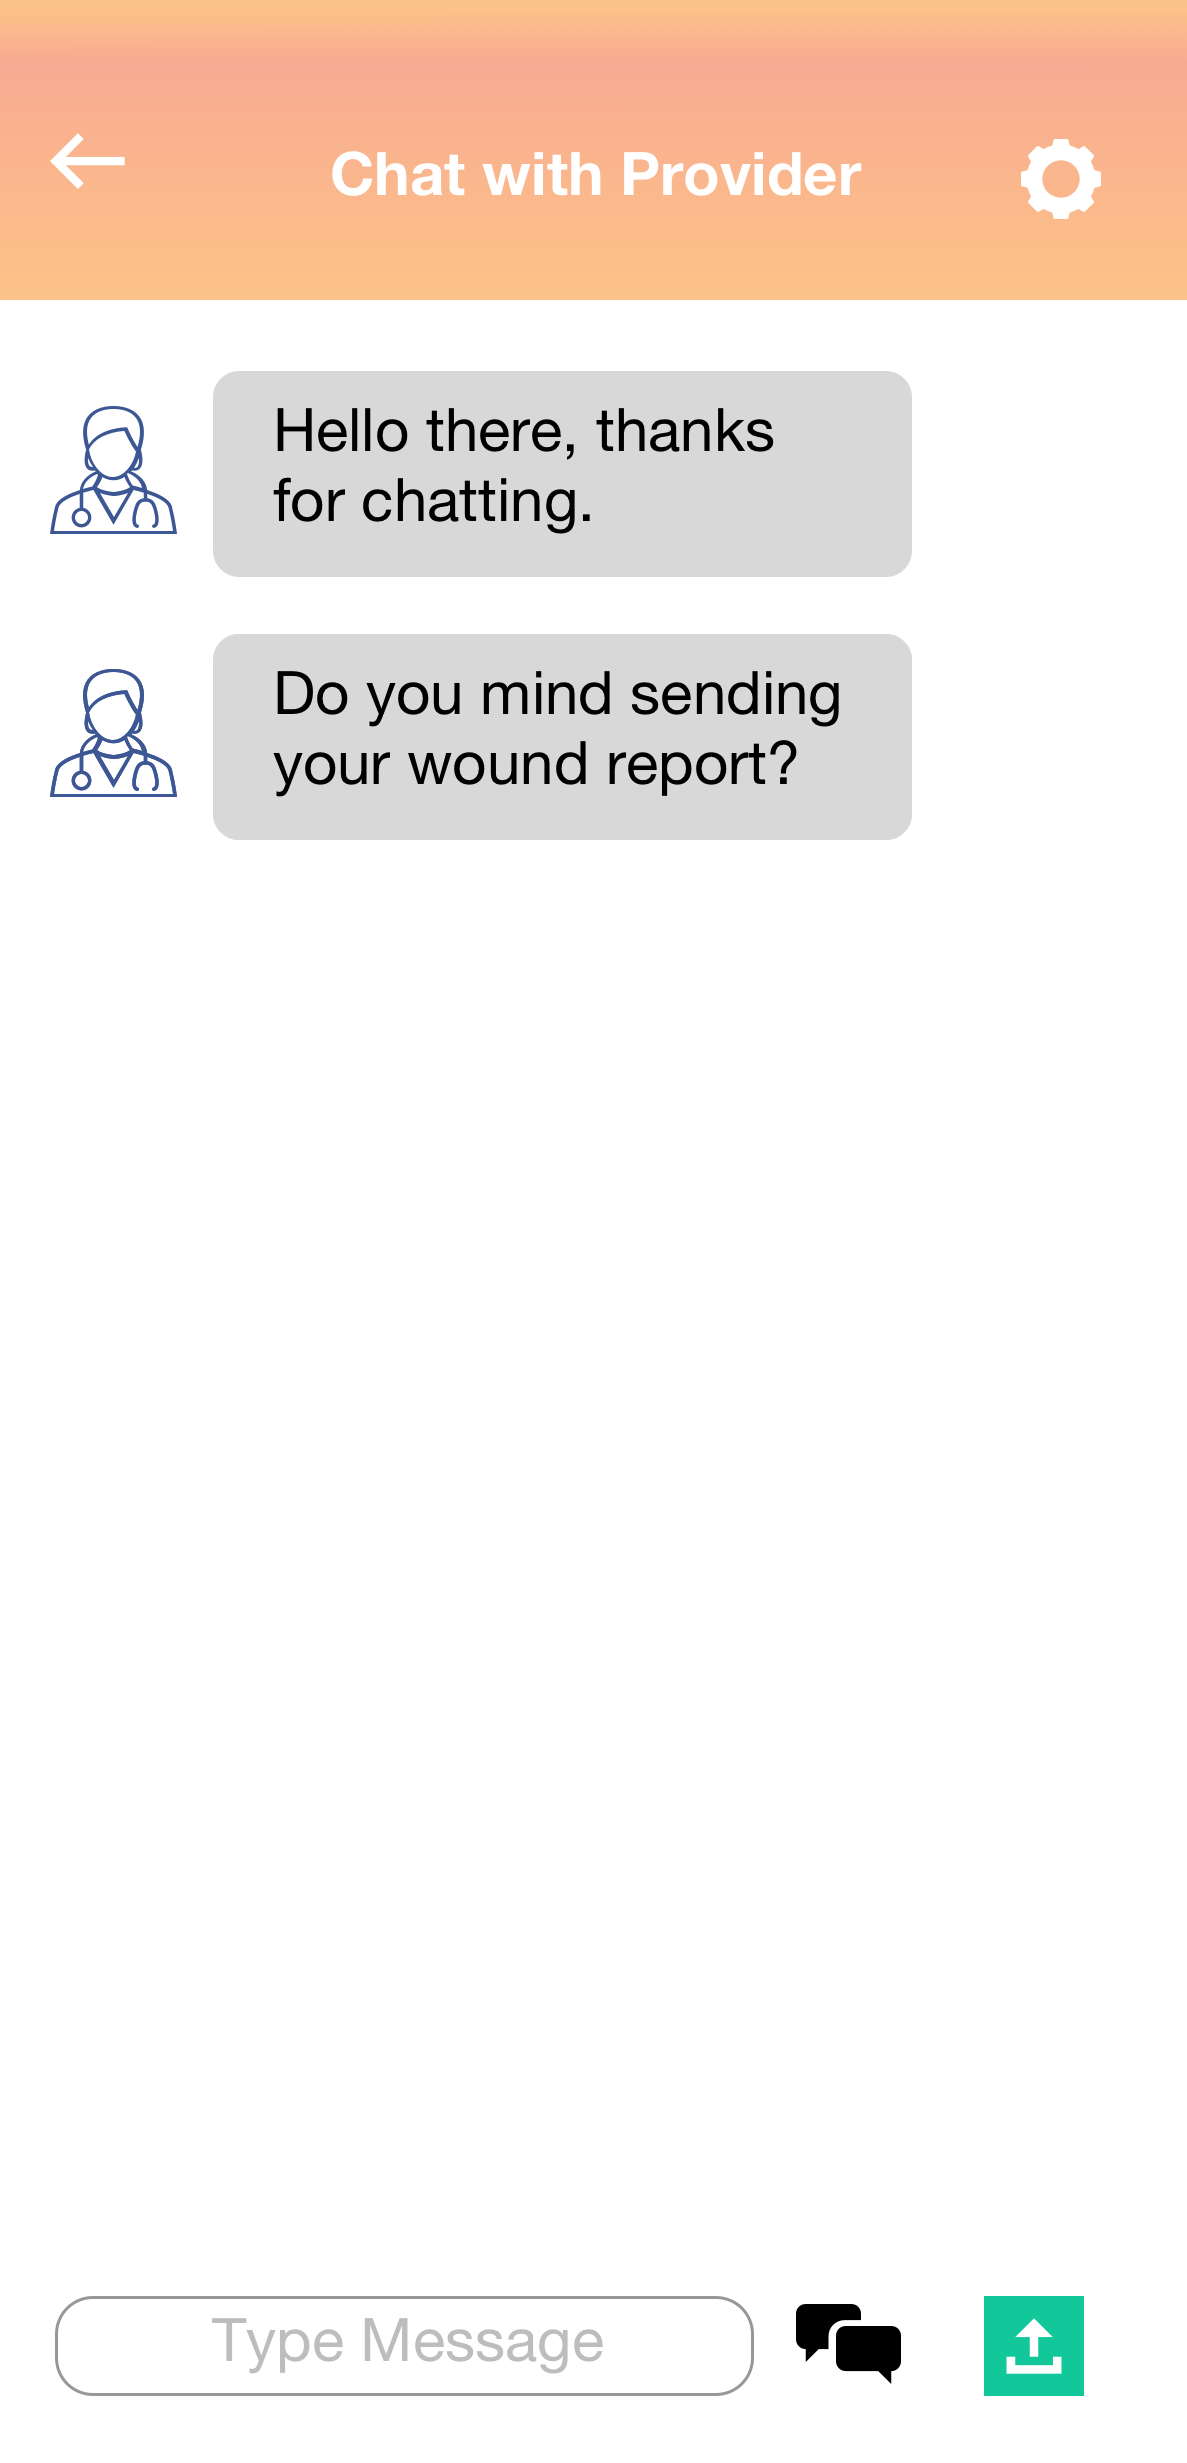 Chat with Provider
Hello there, thanks
for chatting.
Do you mind sending
your wound report?
Type Message